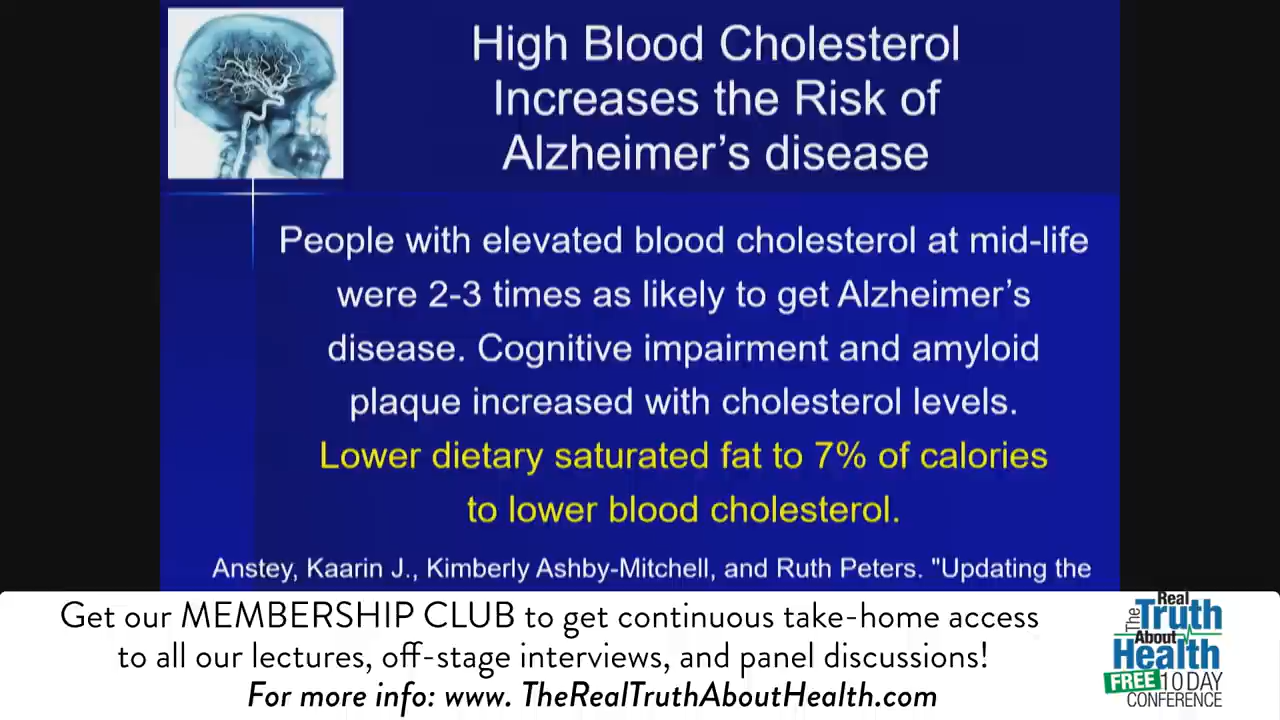 High Blood Cholesterol
Increases the Risk of
Alzheimer's disease
People with elevated blood cholesterol at mid-life
were 2-3 times as likely to get Alzheimer's
disease. Cognitive impairment and amyloid
plaque increased with cholesterol levels.
Lower dietary saturated fat to 7% of calories
to lower blood cholesterol.
Anstey, Kaarin J., Kimberly Ashby-Mitchell, and Ruth Peters. "Updating the
Get our MEMBERSHIP CLUB to get continuous take-home access
to all our lectures, off-stage interviews, and panel discussions!
For more info: www. TheRealTruthAboutHealth.com
The Real
Truth
About
Health
FREE 10 DAY
CONFERENCE